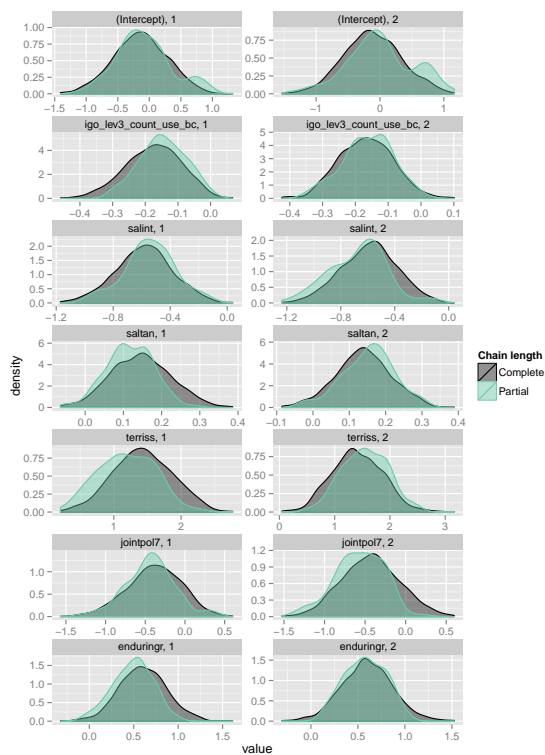 (Intercept), 1
(Intercept), 2
1.00
0.75
0.50
0.25
0.00
−1.5 −1.0 −0.5 0.0 0.5 1.0
0.75
0.50
0.25
0.00
−1 0 1
igo_lev3_count_use_bc, 1
igo_lev3_count_use_bc, 2
4
2
0
−0.4 −0.3 −0.2 −0.1 0.0
5
4
3
2
1
0
−0.4 −0.3 −0.2 −0.1 0.0 0.1
salint, 1
salint, 2
2.0
1.5
1.0
0.5
0.0
−1.2 −0.8 −0.4 0.0
2.0
1.5
1.0
0.5
0.0
−1.2 −0.8 −0.4 0.0
saltan, 1
saltan, 2
6
4
2
0
0.0 0.1 0.2 0.3 0.4
6
4
2
0
−0.1 0.0 0.1 0.2 0.3 0.4
density
Chain length
Complete
Partial
terriss, 1
terriss, 2
0.75
0.50
0.25
0.00
1 2
0.75
0.50
0.25
0.00
0 1 2 3
jointpol7, 1
jointpol7, 2
1.0
0.5
0.0
−1.5 −1.0 −0.5 0.0 0.5
1.2
0.9
0.6
0.3
0.0
−1.5 −1.0 −0.5 0.0 0.5
enduringr, 1
enduringr, 2
1.5
1.0
0.5
0.0
0.0 0.5 1.0 1.5
1.5
1.0
0.5
0.0
0.0 0.5 1.0 1.5
value